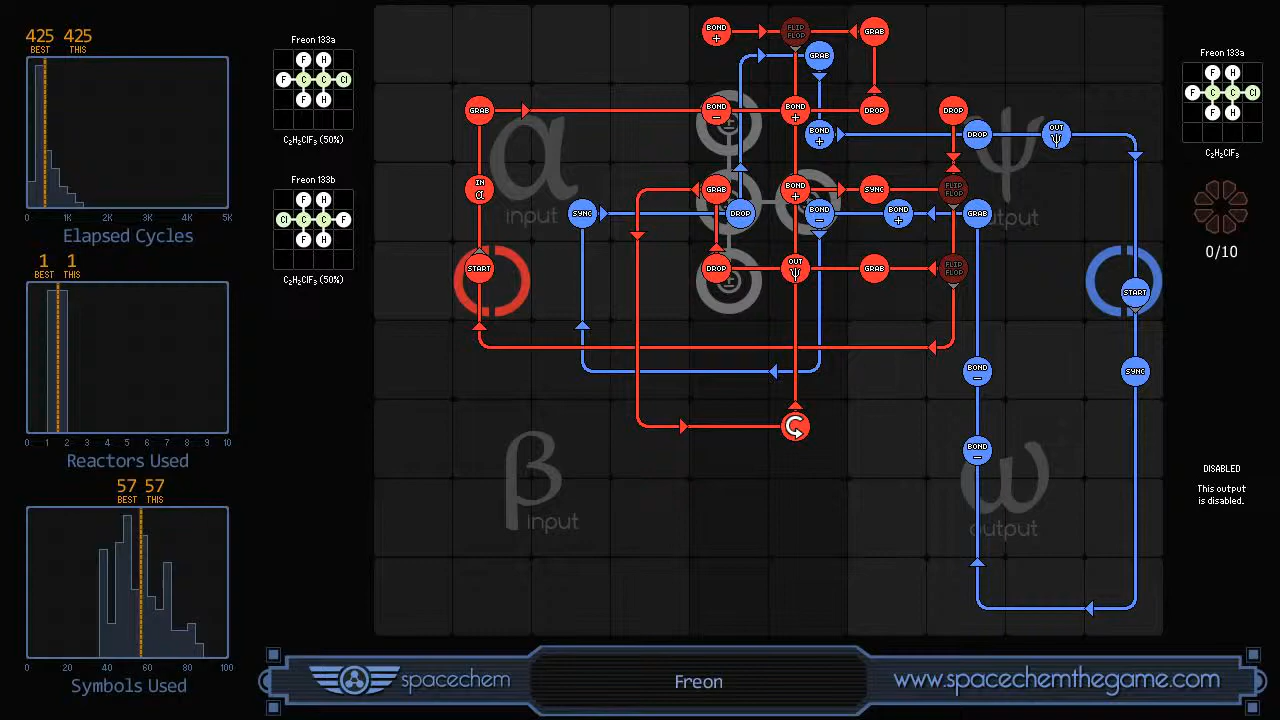 425 425
BEST THIS
0 1K 2K 3K 4K 5K
Elapsed Cycles
1 1
BEST THIS
0 1 2 3 4 5 6 7 8 9 10
Reactors Used
57 57
BEST THIS
0 20 40 60 80 100
Symbols Used
Freon 133a
F H
F C C Cl
F H
C₂H₂ClF₃ (50%)
Freon 133b
F F
Cl C C F
H H
C₂H₂ClF₃ (50%)
BOND + FLIP FLOP GRAB
GRAB
GRAB BOND - BOND + DROP DROP
BOND + DROP OUT Ψ
α
input
Ψ
output
IN α GRAB BOND + SYNC FLIP FLOP
SYNC DROP BOND - BOND + GRAB
START DROP OUT Ψ GRAB FLIP FLOP
START
BOND - SYNC
BOND -
β
input
ω
output
Freon 133a
F H
F C C Cl
F H
C₂H₂ClF₃
0/10
DISABLED
This output
is disabled.
spacechem
Freon
www.spacechemthegame.com